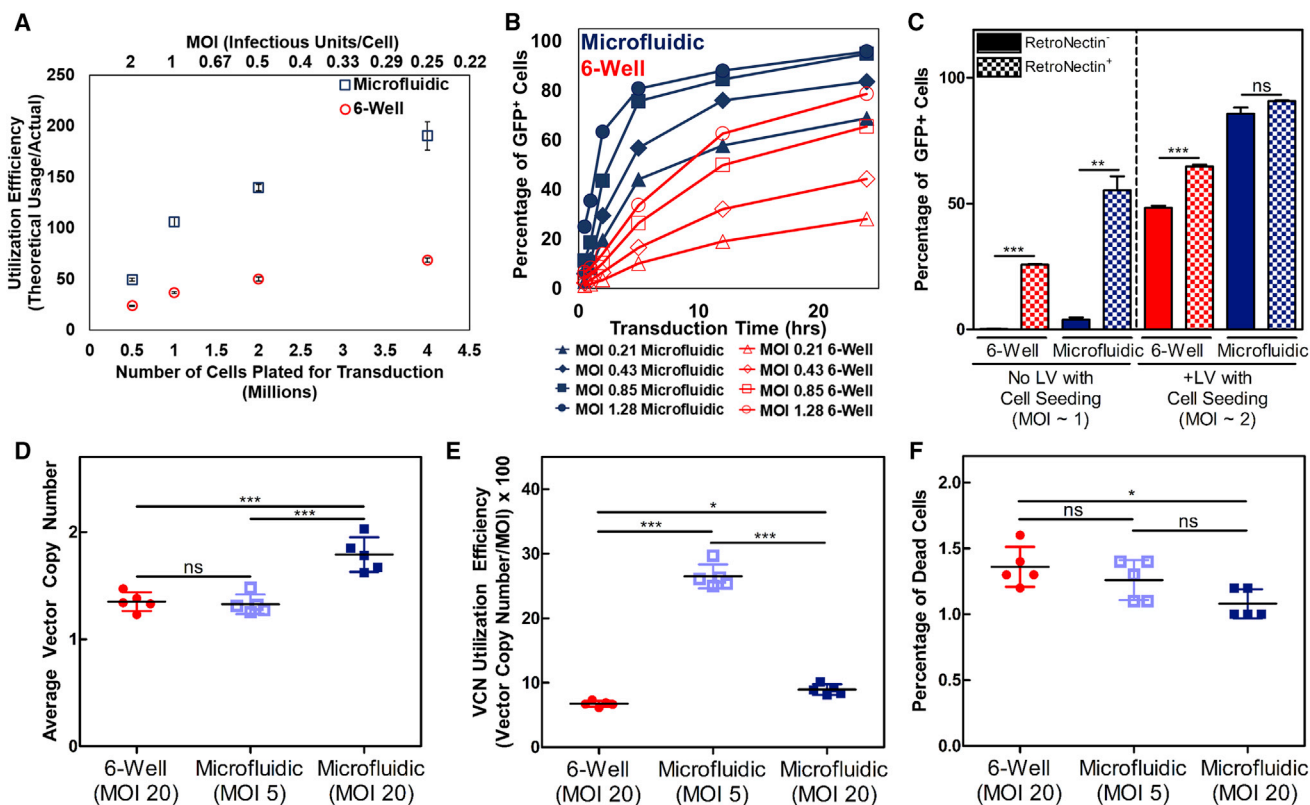 A
MOI (Infectious Units/Cell)
2 1 0.67 0.5 0.4 0.33 0.29 0.25 0.22
250
200
150
100
50
0
Utilization Efficiency
(Theoretical Usage/Actual)
Microfluidic
6-Well
0 0.5 1 1.5 2 2.5 3 3.5 4 4.5
Number of Cells Plated for Transduction
(Millions)
B
Microfluidic
6-Well
100
80
60
40
20
0
Percentage of GFP+ Cells
0 10 20
Transduction Time (hrs)
MOI 0.21 Microfluidic
MOI 0.43 Microfluidic
MOI 0.85 Microfluidic
MOI 1.28 Microfluidic
MOI 0.21 6-Well
MOI 0.43 6-Well
MOI 0.85 6-Well
MOI 1.28 6-Well
C
RetroNectin-
RetroNectin+
100
50
0
Percentage of GFP+ Cells
***
**
***
ns
6-Well Microfluidic 6-Well Microfluidic
No LV with
Cell Seeding
(MOI ~ 1)
+LV with
Cell Seeding
(MOI ~ 2)
D
Average Vector Copy Number
2
1
0
***
***
ns
6-Well
(MOI 20)
Microfluidic
(MOI 5)
Microfluidic
(MOI 20)
E
VCN Utilization Efficiency
(Vector Copy Number/MOI) x 100
40
30
20
10
0
*
***
***
6-Well
(MOI 20)
Microfluidic
(MOI 5)
Microfluidic
(MOI 20)
F
Percentage of Dead Cells
2.0
1.5
1.0
0.5
0.0
*
ns
ns
6-Well
(MOI 20)
Microfluidic
(MOI 5)
Microfluidic
(MOI 20)